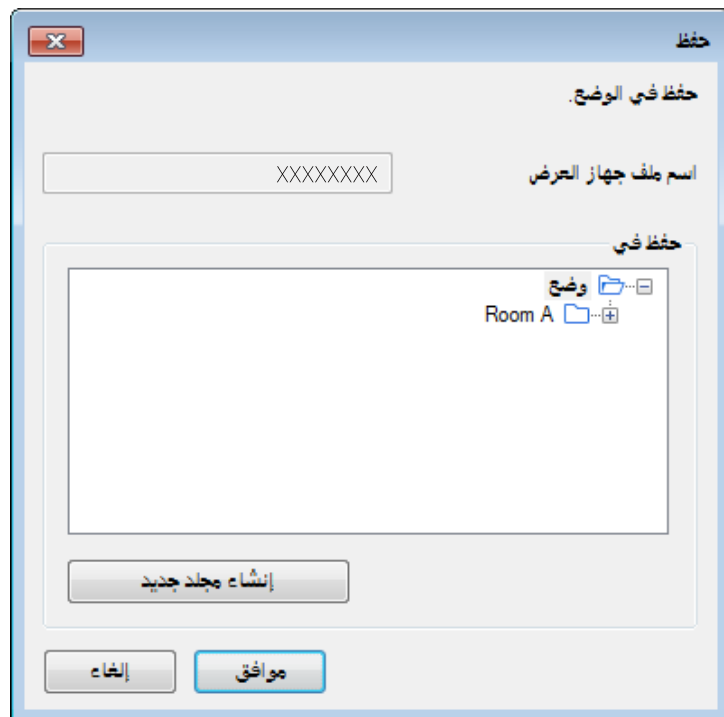 حفظ
حفظ في الوضع.
اسم ملف جهاز العرض
XXXXXXXX
حفظ في
وضع
Room A
إنشاء مجلد جديد
موافق
إلغاء